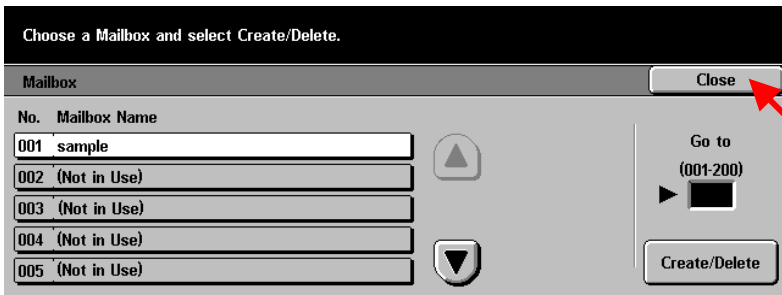 Choose a Mailbox and select Create/Delete.
Mailbox
Close
No. Mailbox Name
001 sample
002 (Not in Use)
003 (Not in Use)
004 (Not in Use)
005 (Not in Use)
Go to
(001-200)
Create/Delete